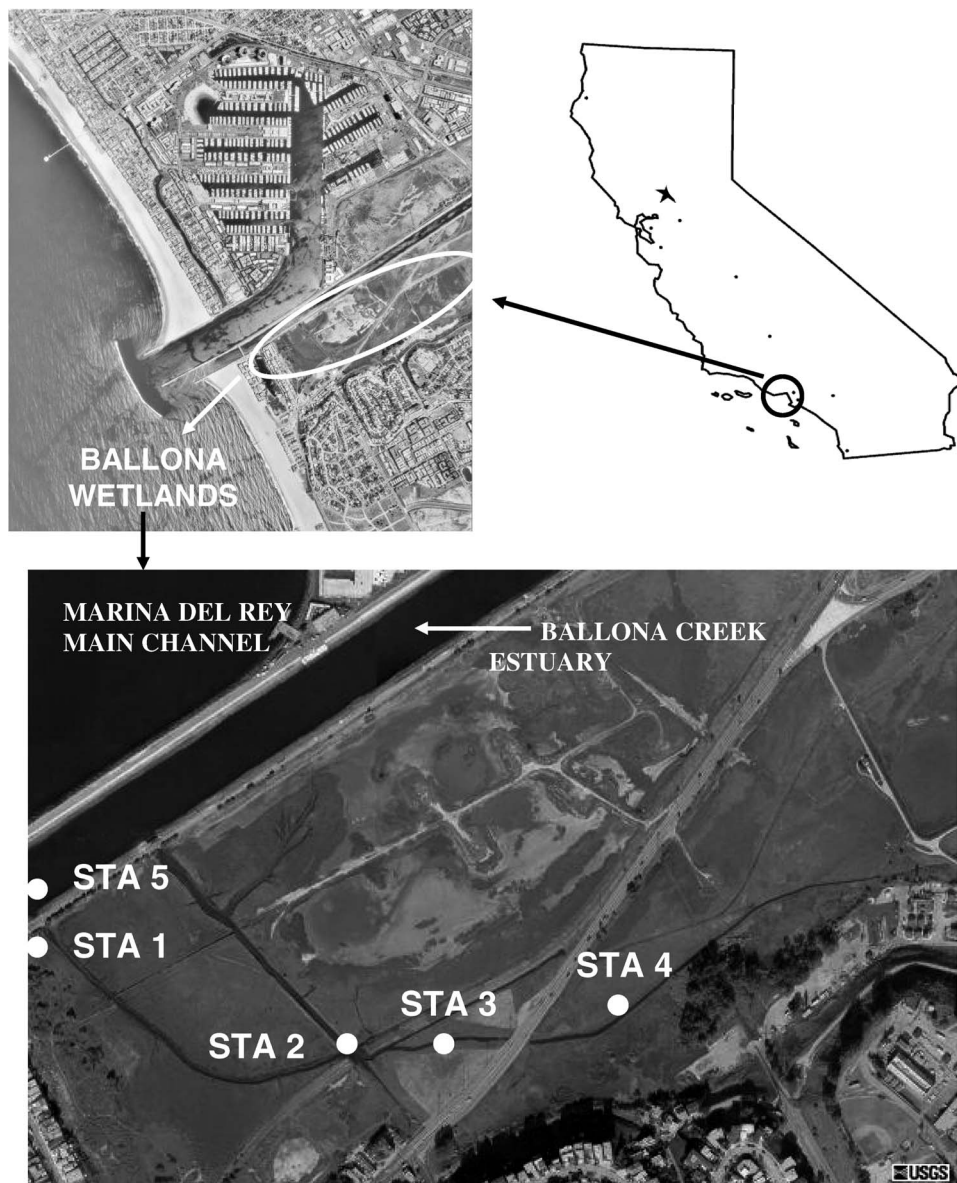 BALLONA
WETLANDS
MARINA DEL REY
MAIN CHANNEL
BALLONA CREEK
ESTUARY
STA 5
STA 1
STA 4
STA 3
STA 2
USGS